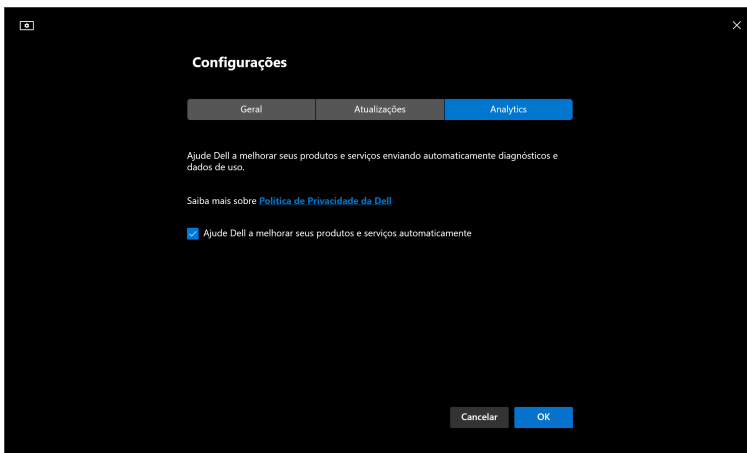 Configurações
Geral
Atualizações
Analytics
Ajude Dell a melhorar seus produtos e serviços enviando automaticamente diagnósticos e
dados de uso.
Saiba mais sobre Política de Privacidade da Dell
Ajude Dell a melhorar seus produtos e serviços automaticamente
Cancelar
OK